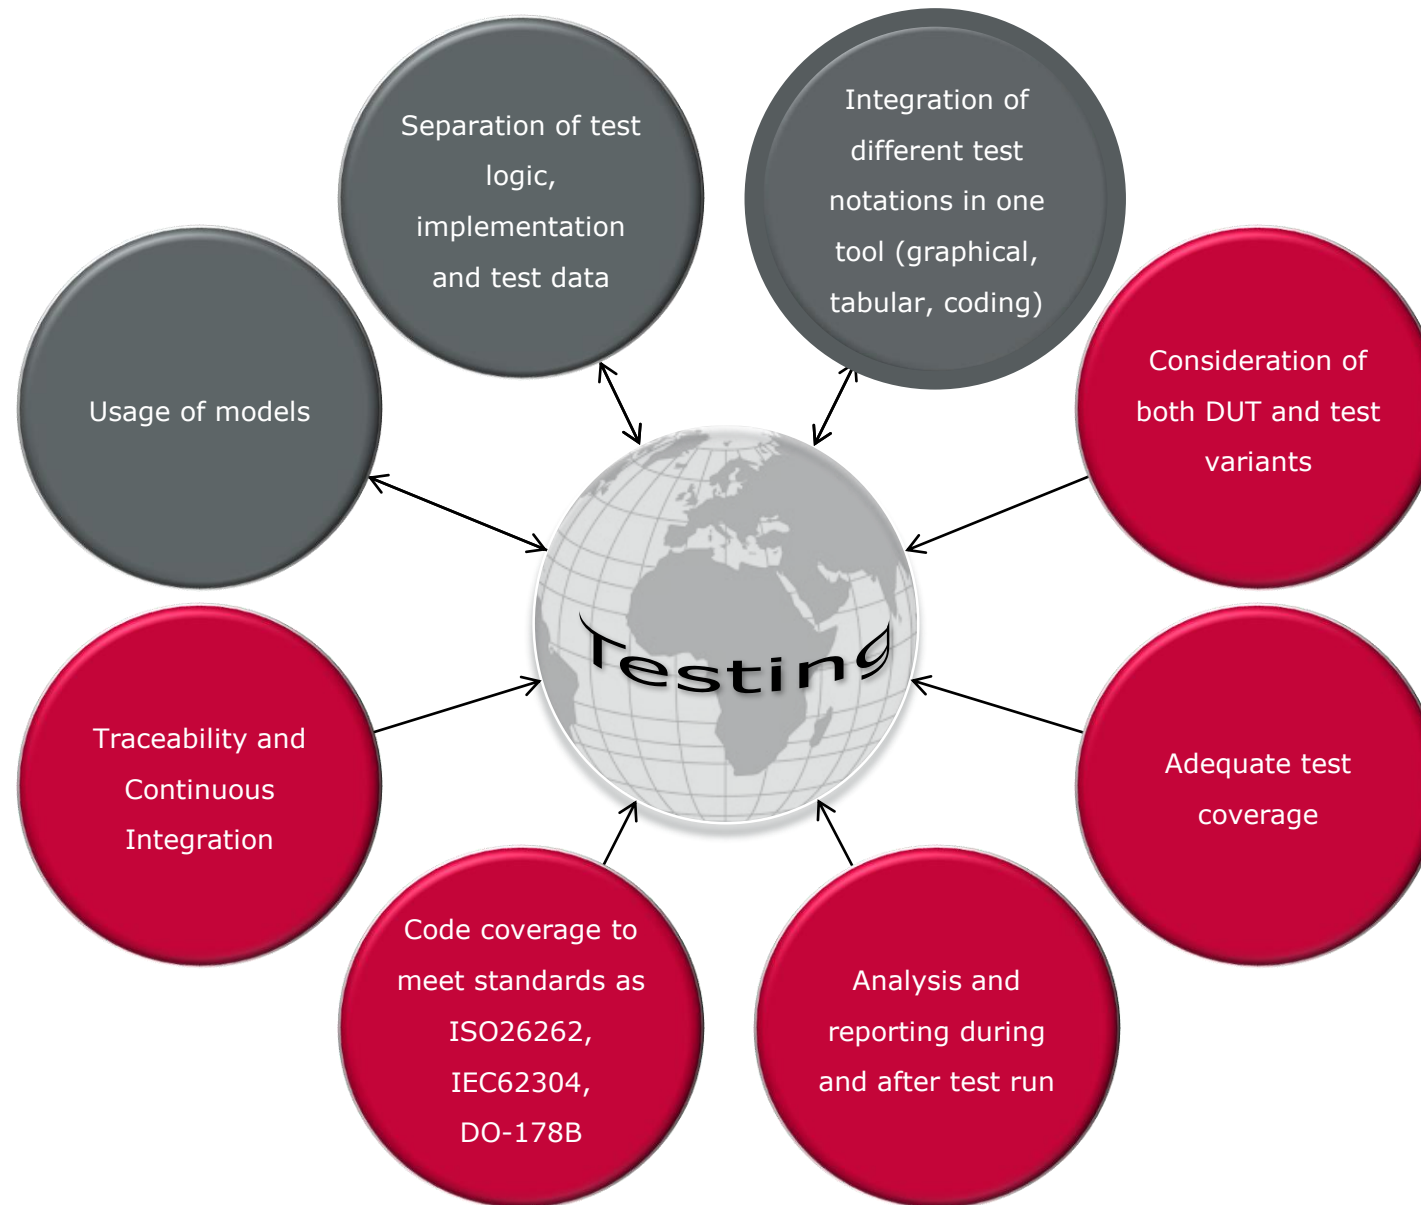 Separation of test
logic,
implementation
and test data
Integration of
different test
notations in one
tool (graphical,
tabular, coding)
Usage of models
Consideration of
both DUT and test
variants
Testing
Traceability and
Continuous
Integration
Adequate test
coverage
Code coverage to
meet standards as
ISO26262,
IEC62304,
DO-178B
Analysis and
reporting during
and after test run